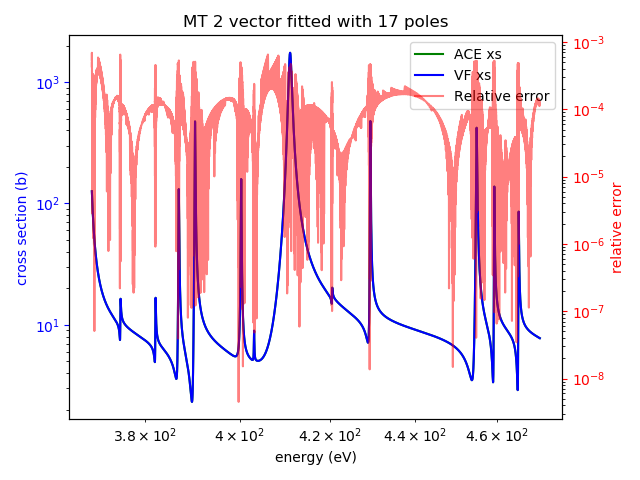 MT 2 vector fitted with 17 poles
ACE xs
VF xs
Relative error
cross section (b)
10³
10²
10¹
relative error
10⁻³
10⁻⁴
10⁻⁵
10⁻⁶
10⁻⁷
10⁻⁸
3.8 × 10² 4 × 10² 4.2 × 10² 4.4 × 10² 4.6 × 10²
energy (eV)